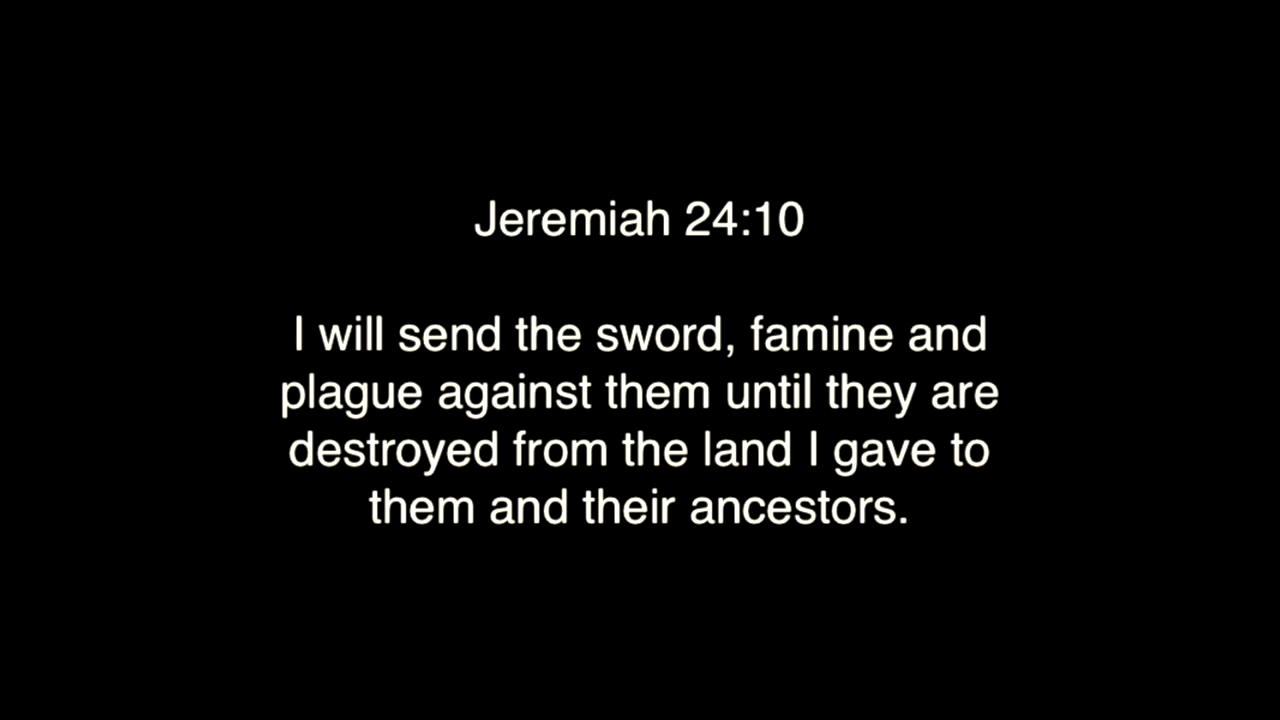 Jeremiah 24:10
I will send the sword, famine and
plague against them until they are
destroyed from the land I gave to
them and their ancestors.